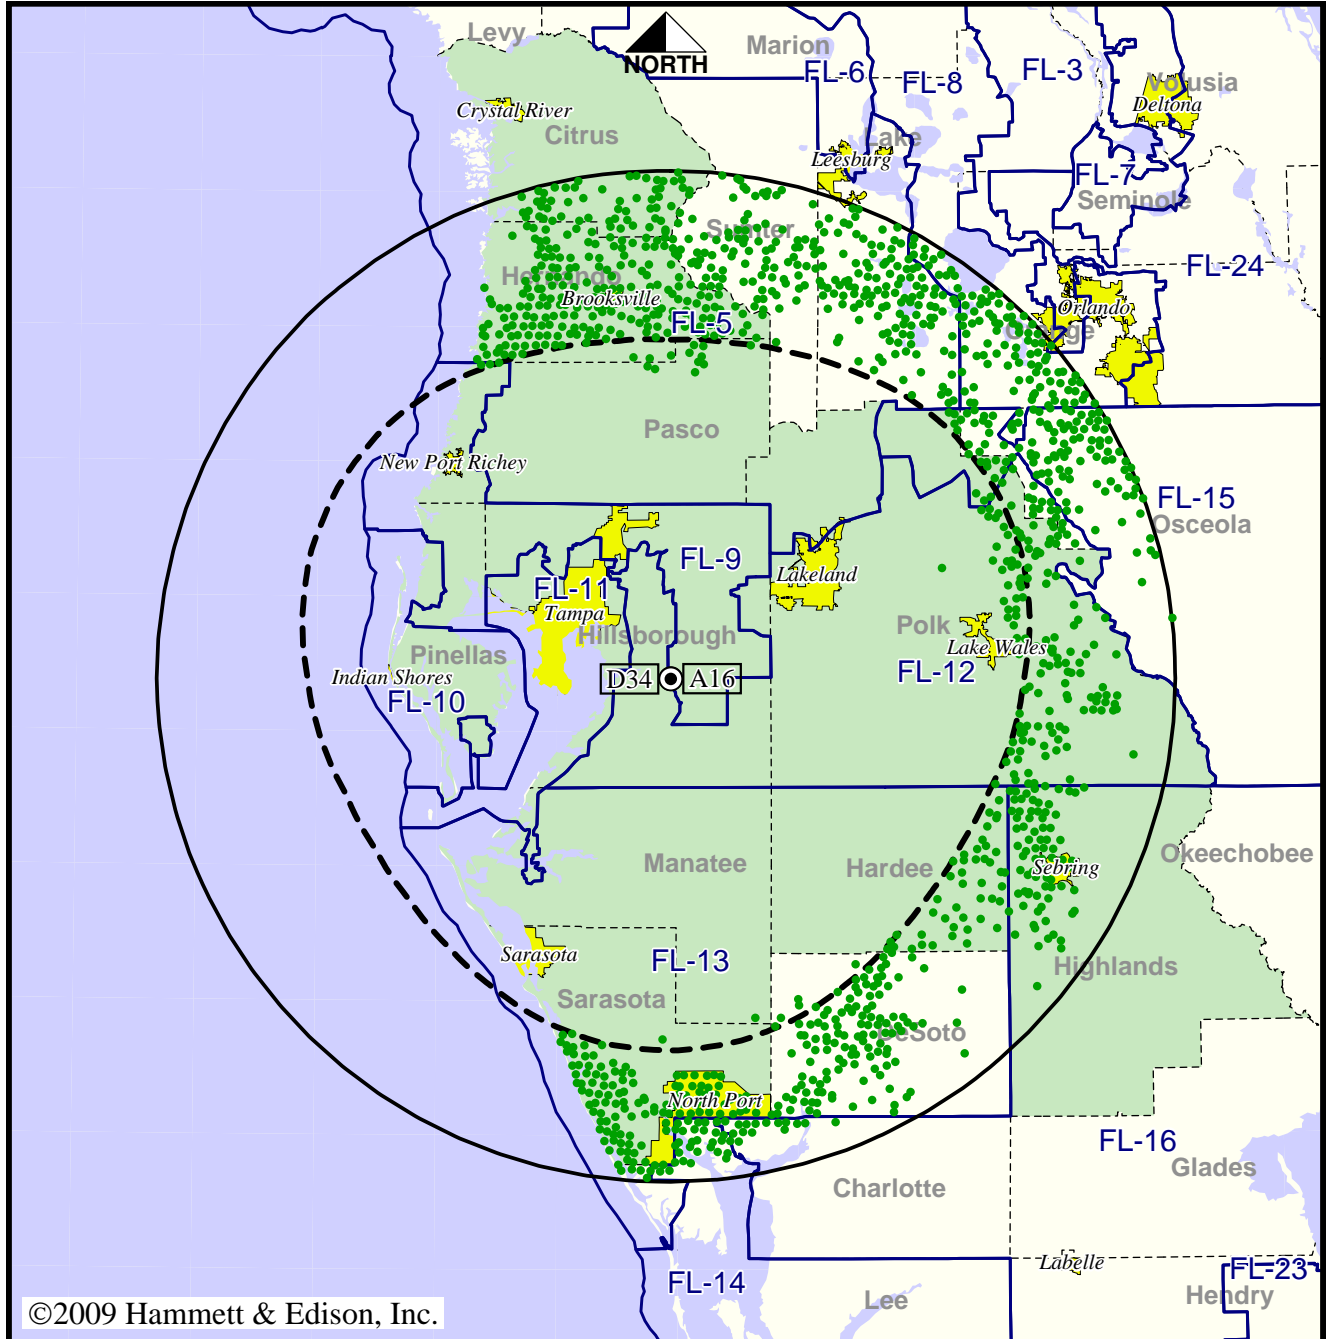 Levy
Marion
NORTH
FL-6
FL-3
FL-8
Volusia
Deltona
Crystal River
Citrus
Lake
Leesburg
FL-7
Seminole
Sumter
FL-24
Hernando
Brooksville
Orlando
Orange
FL-5
Pasco
New Port Richey
FL-15
Osceola
FL-9
Lakeland
FL-11
Tampa
Hillsborough
Polk
Lake Wales
Pinellas
Indian Shores
FL-12
D34 A16
FL-10
Manatee
Hardee
Okeechobee
Sebring
Sarasota
FL-13
Highlands
Sarasota
DeSoto
North Port
FL-16
Glades
Charlotte
Labelle
FL-23
FL-14
Hendry
Lee
©2009 Hammett & Edison, Inc.